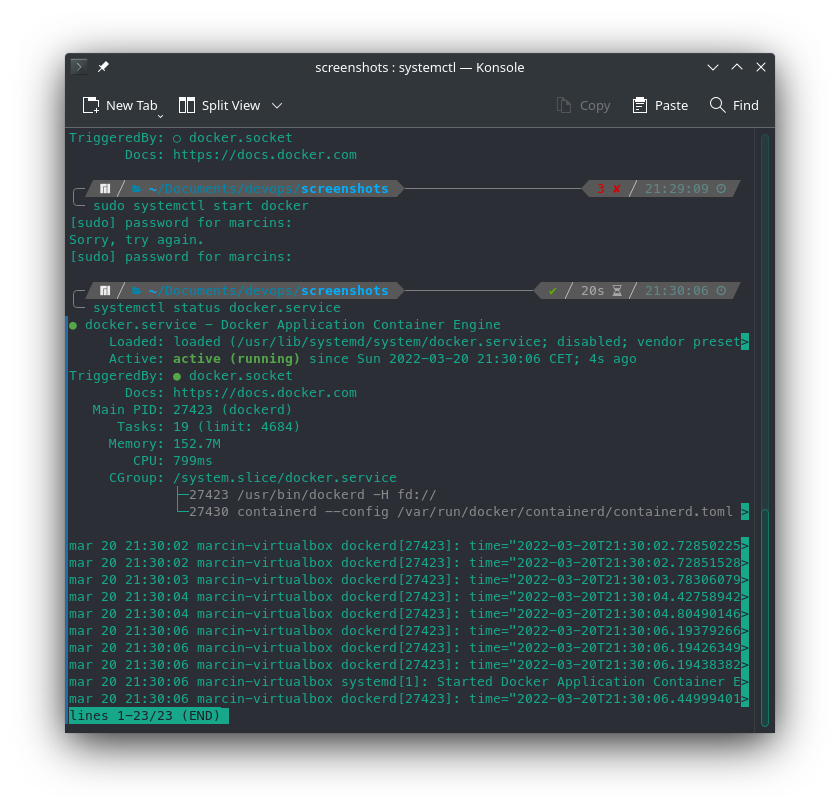 screenshots : systemctl — Konsole
New Tab Split View Copy Paste Find
TriggeredBy: ○ docker.socket
Docs: https://docs.docker.com
~/Documents/devops/screenshots 3 ✘ 21:29:09
sudo systemctl start docker
[sudo] password for marcins:
Sorry, try again.
[sudo] password for marcins:
~/Documents/devops/screenshots ✔ 20s 21:30:06
systemctl status docker.service
● docker.service - Docker Application Container Engine
Loaded: loaded (/usr/lib/systemd/system/docker.service; disabled; vendor preset>
Active: active (running) since Sun 2022-03-20 21:30:06 CET; 4s ago
TriggeredBy: ● docker.socket
Docs: https://docs.docker.com
Main PID: 27423 (dockerd)
Tasks: 19 (limit: 4684)
Memory: 152.7M
CPU: 799ms
CGroup: /system.slice/docker.service
├─27423 /usr/bin/dockerd -H fd://
└─27430 containerd --config /var/run/docker/containerd/containerd.toml >
mar 20 21:30:02 marcin-virtualbox dockerd[27423]: time="2022-03-20T21:30:02.72850225>
mar 20 21:30:02 marcin-virtualbox dockerd[27423]: time="2022-03-20T21:30:02.72851528>
mar 20 21:30:03 marcin-virtualbox dockerd[27423]: time="2022-03-20T21:30:03.78306079>
mar 20 21:30:04 marcin-virtualbox dockerd[27423]: time="2022-03-20T21:30:04.42758942>
mar 20 21:30:04 marcin-virtualbox dockerd[27423]: time="2022-03-20T21:30:04.80490146>
mar 20 21:30:06 marcin-virtualbox dockerd[27423]: time="2022-03-20T21:30:06.19379266>
mar 20 21:30:06 marcin-virtualbox dockerd[27423]: time="2022-03-20T21:30:06.19426349>
mar 20 21:30:06 marcin-virtualbox dockerd[27423]: time="2022-03-20T21:30:06.19438382>
mar 20 21:30:06 marcin-virtualbox systemd[1]: Started Docker Application Container E>
mar 20 21:30:06 marcin-virtualbox dockerd[27423]: time="2022-03-20T21:30:06.44999401>
lines 1-23/23 (END)